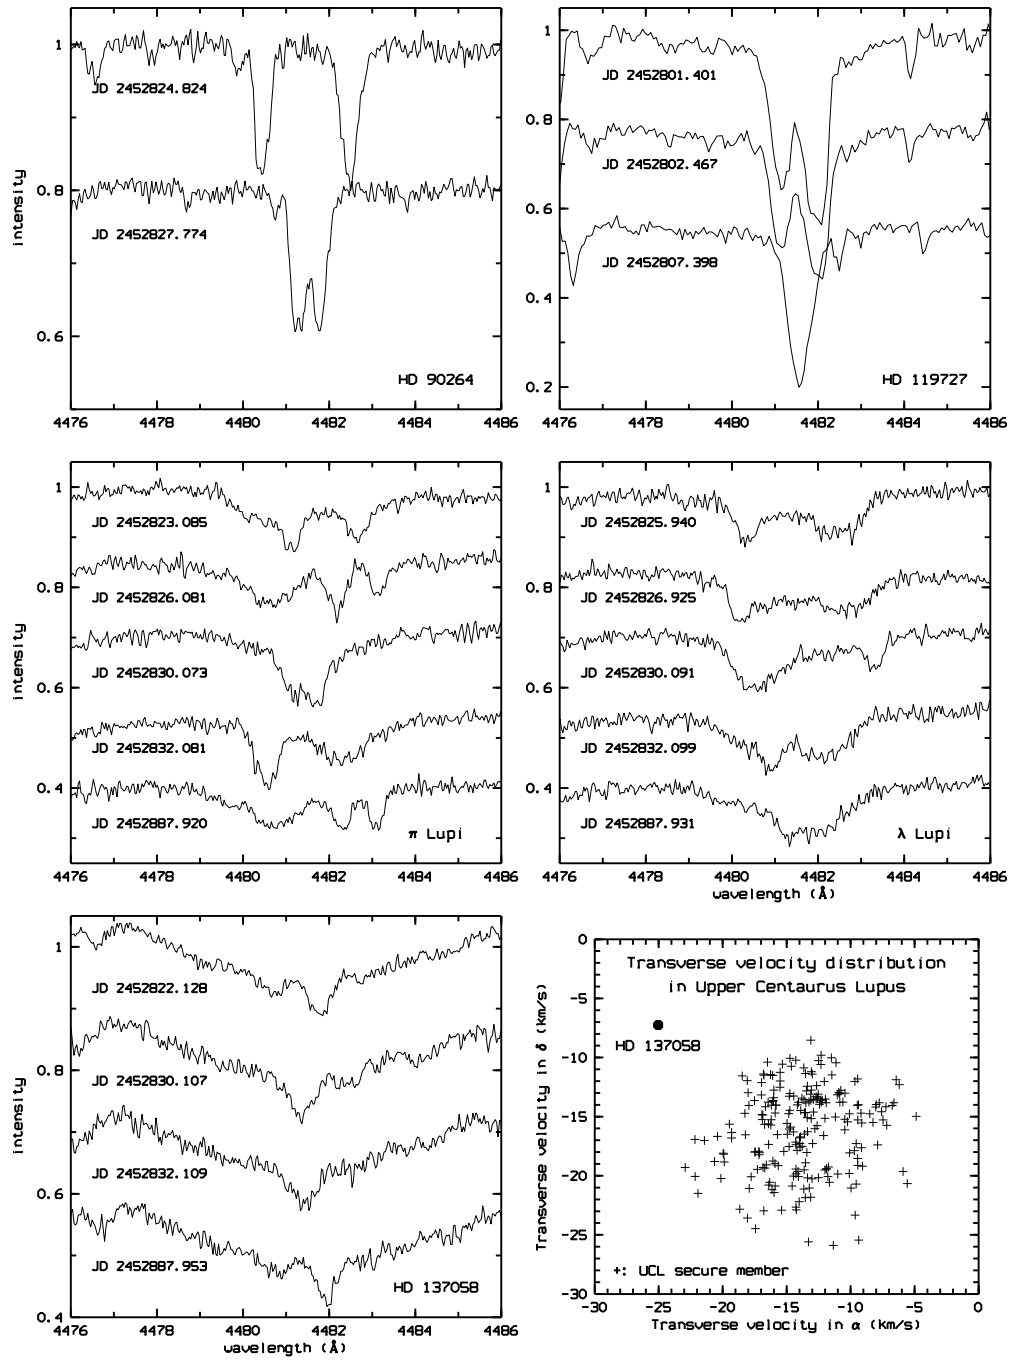 intensity
1
0.8
0.6
JD 2452824.824
JD 2452827.774
HD 90264
4476 4478 4480 4482 4484 4486
1
0.8
0.6
0.4
0.2
JD 2452801.401
JD 2452802.467
JD 2452807.398
HD 119727
4476 4478 4480 4482 4484 4486
intensity
1
0.8
0.6
0.4
JD 2452823.085
JD 2452826.081
JD 2452830.073
JD 2452832.081
JD 2452887.920
π Lupi
4476 4478 4480 4482 4484 4486
1
0.8
0.6
0.4
JD 2452825.940
JD 2452826.925
JD 2452830.091
JD 2452832.099
JD 2452887.931
λ Lupi
4476 4478 4480 4482 4484 4486
wavelength (Å)
intensity
1
0.8
0.6
0.4
JD 2452822.128
JD 2452830.107
JD 2452832.109
JD 2452887.953
HD 137058
4476 4478 4480 4482 4484 4486
wavelength (Å)
Transverse velocity in δ (km/s)
0
-5
-10
-15
-20
-25
-30
Transverse velocity distribution
in Upper Centaurus Lupus
HD 137058
+: UCL secure member
-30 -25 -20 -15 -10 -5 0
Transverse velocity in α (km/s)